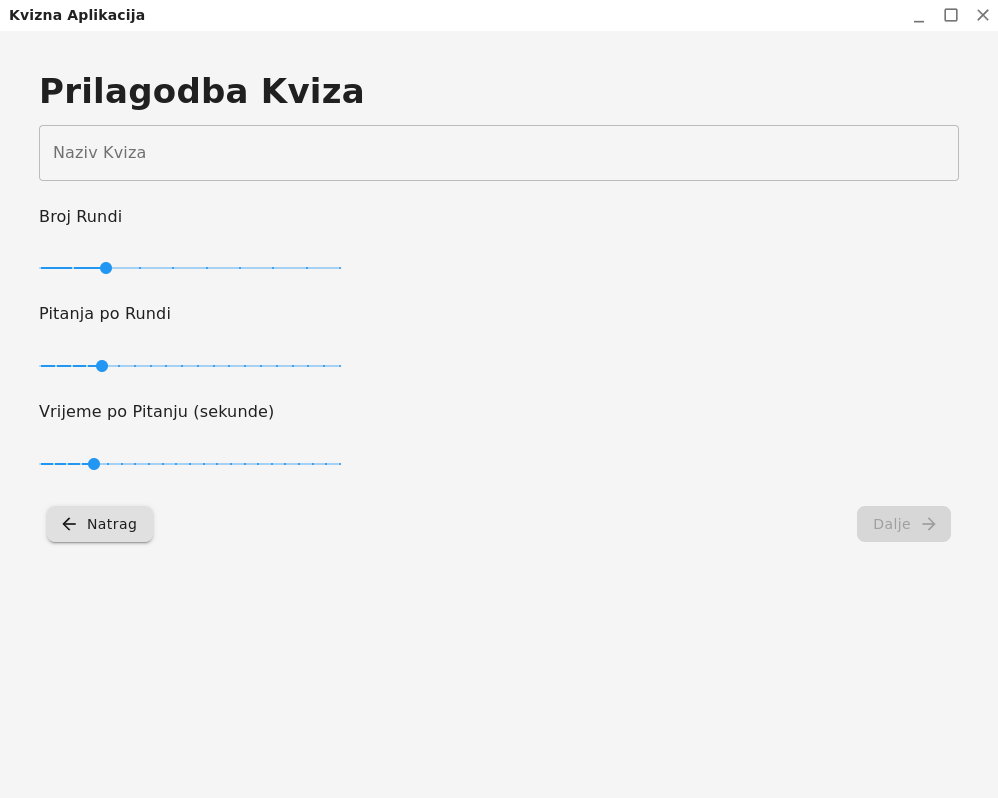 Kvizna Aplikacija
Prilagodba Kviza
Naziv Kviza
Broj Rundi
Pitanja po Rundi
Vrijeme po Pitanju (sekunde)
Natrag
Dalje